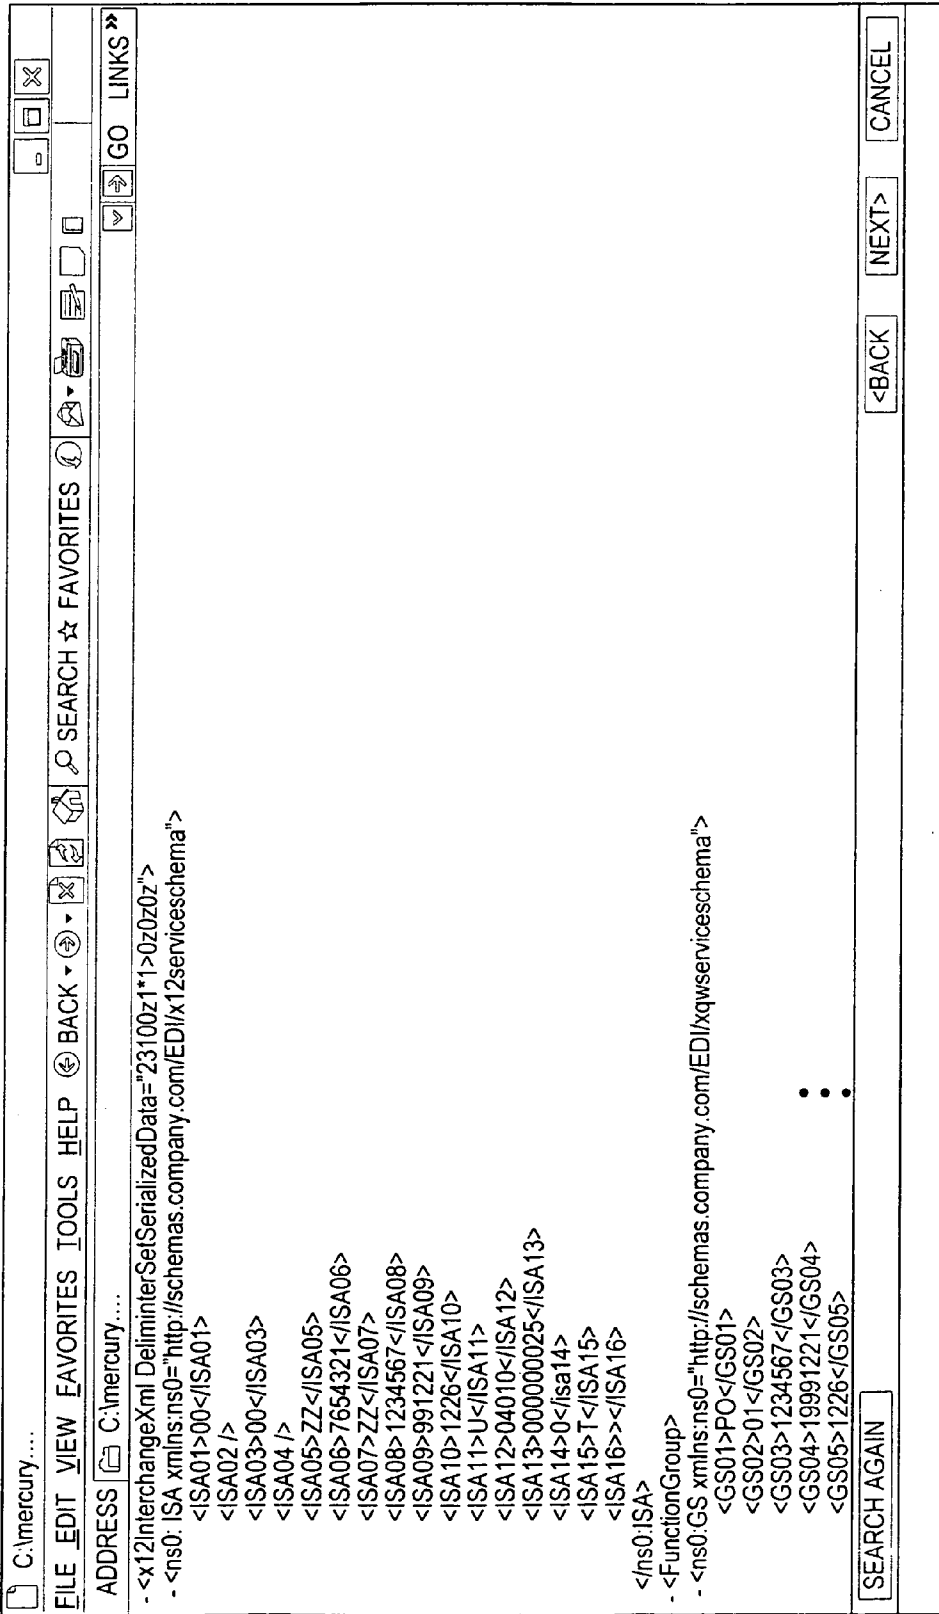 C:\mercury....
FILE EDIT VIEW FAVORITES TOOLS HELP BACK SEARCH FAVORITES
ADDRESS C:\mercury.... GO LINKS »
- <x12InterchangeXml DeliminterSetSerializedData="23100z1*1>0z0z0z">
- <ns0: ISA xmlns:ns0="http://schemas.company.com/EDI/x12serviceschema">
<ISA01>00</ISA01>
<ISA02 />
<ISA03>00</ISA03>
<ISA04 />
<ISA05>ZZ</ISA05>
<ISA06>7654321</ISA06>
<ISA07>ZZ</ISA07>
<ISA08>1234567</ISA08>
<ISA09>991221</ISA09>
<ISA10>1226</ISA10>
<ISA11>U</ISA11>
<ISA12>04010</ISA12>
<ISA13>000000025</ISA13>
<ISA14>0</isa14>
<ISA15>T</ISA15>
<ISA16>></ISA16>
</ns0:ISA>
- <FunctionGroup>
- <ns0:GS xmlns:ns0="http://schemas.company.com/EDI/xqwserviceschema">
<GS01>PO</GS01>
<GS02>01</GS02>
<GS03>1234567</GS03>
<GS04>19991221</GS04>
<GS05>1226</GS05>
SEARCH AGAIN <BACK NEXT> CANCEL